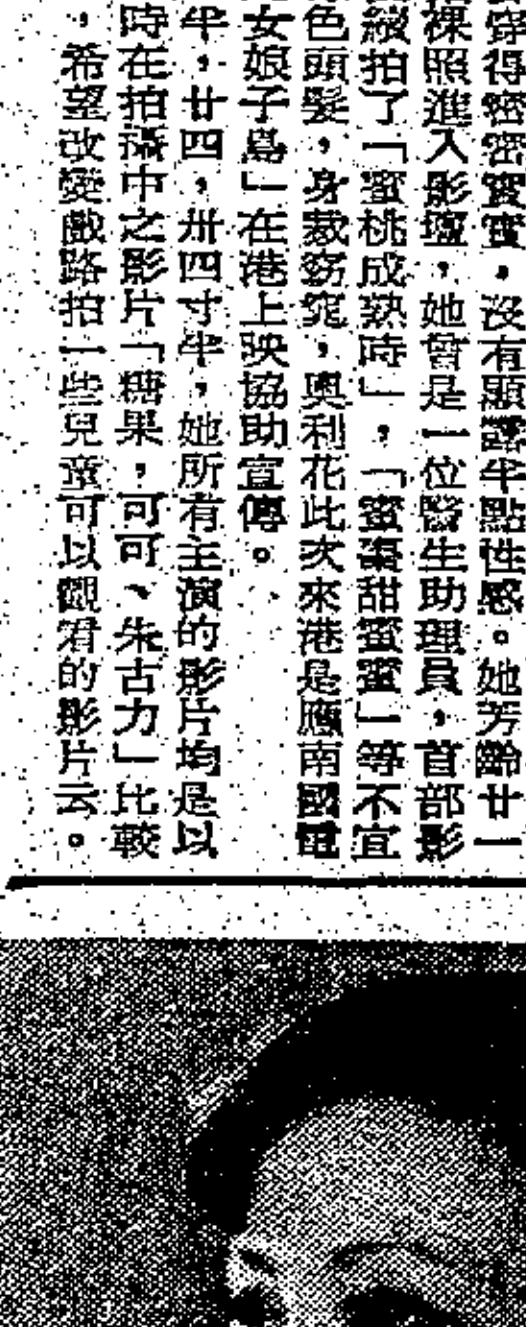 穿得密密實實，沒有顯露半點性感。她芳齡廿一
裸照進入影壇，她曾是一位醫生助理員，首部影
級拍了「蜜桃成熟時」，「蜜棗甜蜜蜜」等不宜
色頭髮，身裁窈窕，奧利花此次來港是應南國電
女娘子島」在港上映協助宣傳。
半，廿四，卅四寸半，她所有主演的影片均是以
時在拍攝中之影片「糖果，可可、朱古力」比較
，希望改變戲路拍一些兒童可以觀看的影片云。